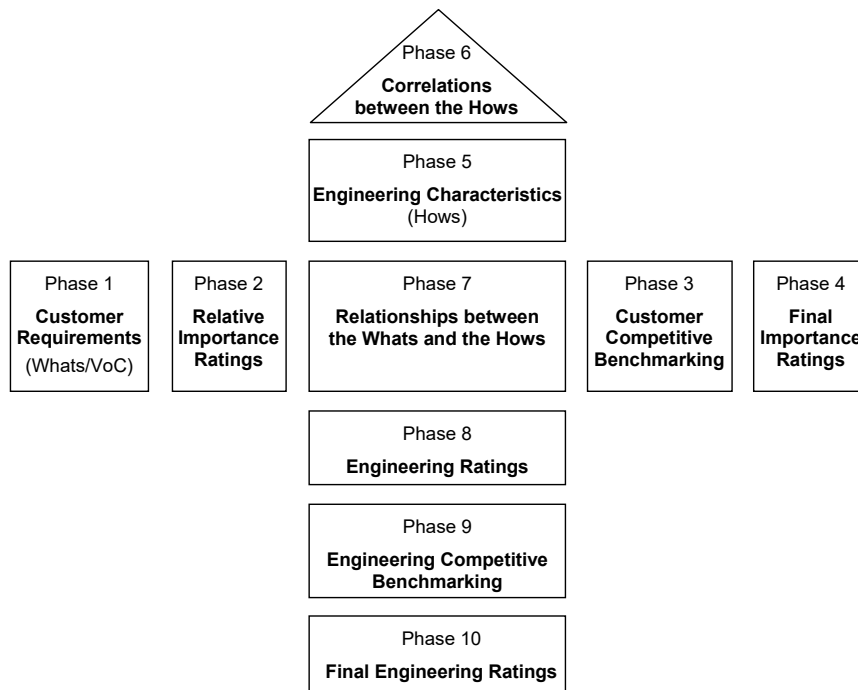 Phase 6
Correlations
between the Hows
Phase 5
Engineering Characteristics
(Hows)
Phase 1
Customer
Requirements
(Whats/VoC)
Phase 2
Relative
Importance
Ratings
Phase 7
Relationships between
the Whats and the Hows
Phase 3
Customer
Competitive
Benchmarking
Phase 4
Final
Importance
Ratings
Phase 8
Engineering Ratings
Phase 9
Engineering Competitive
Benchmarking
Phase 10
Final Engineering Ratings